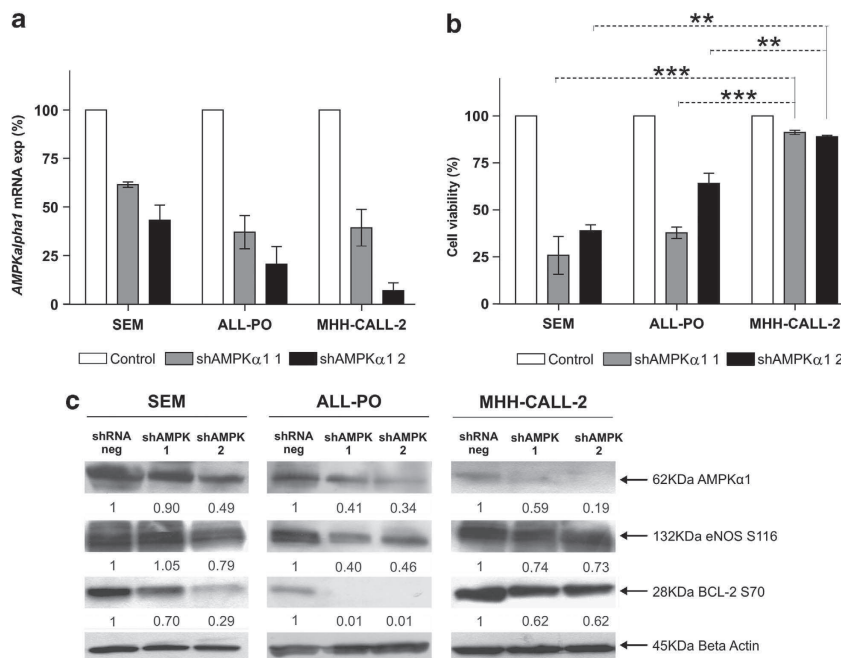 a
AMPKalpha1 mRNA exp (%)
100
75
50
25
0
SEM
ALL-PO
MHH-CALL-2
Control
shAMPKα1 1
shAMPKα1 2
b
**
**
***
***
Cell viability (%)
100
75
50
25
0
SEM
ALL-PO
MHH-CALL-2
Control
shAMPKα1 1
shAMPKα1 2
c
SEM
ALL-PO
MHH-CALL-2
shRNA neg shAMPK 1 shAMPK 2
shRNA neg shAMPK 1 shAMPK 2
shRNA neg shAMPK 1 shAMPK 2
62KDa AMPKα1
1 0.90 0.49 1 0.41 0.34 1 0.59 0.19
132KDa eNOS S116
1 1.05 0.79 1 0.40 0.46 1 0.74 0.73
28KDa BCL-2 S70
1 0.70 0.29 1 0.01 0.01 1 0.62 0.62
45KDa Beta Actin